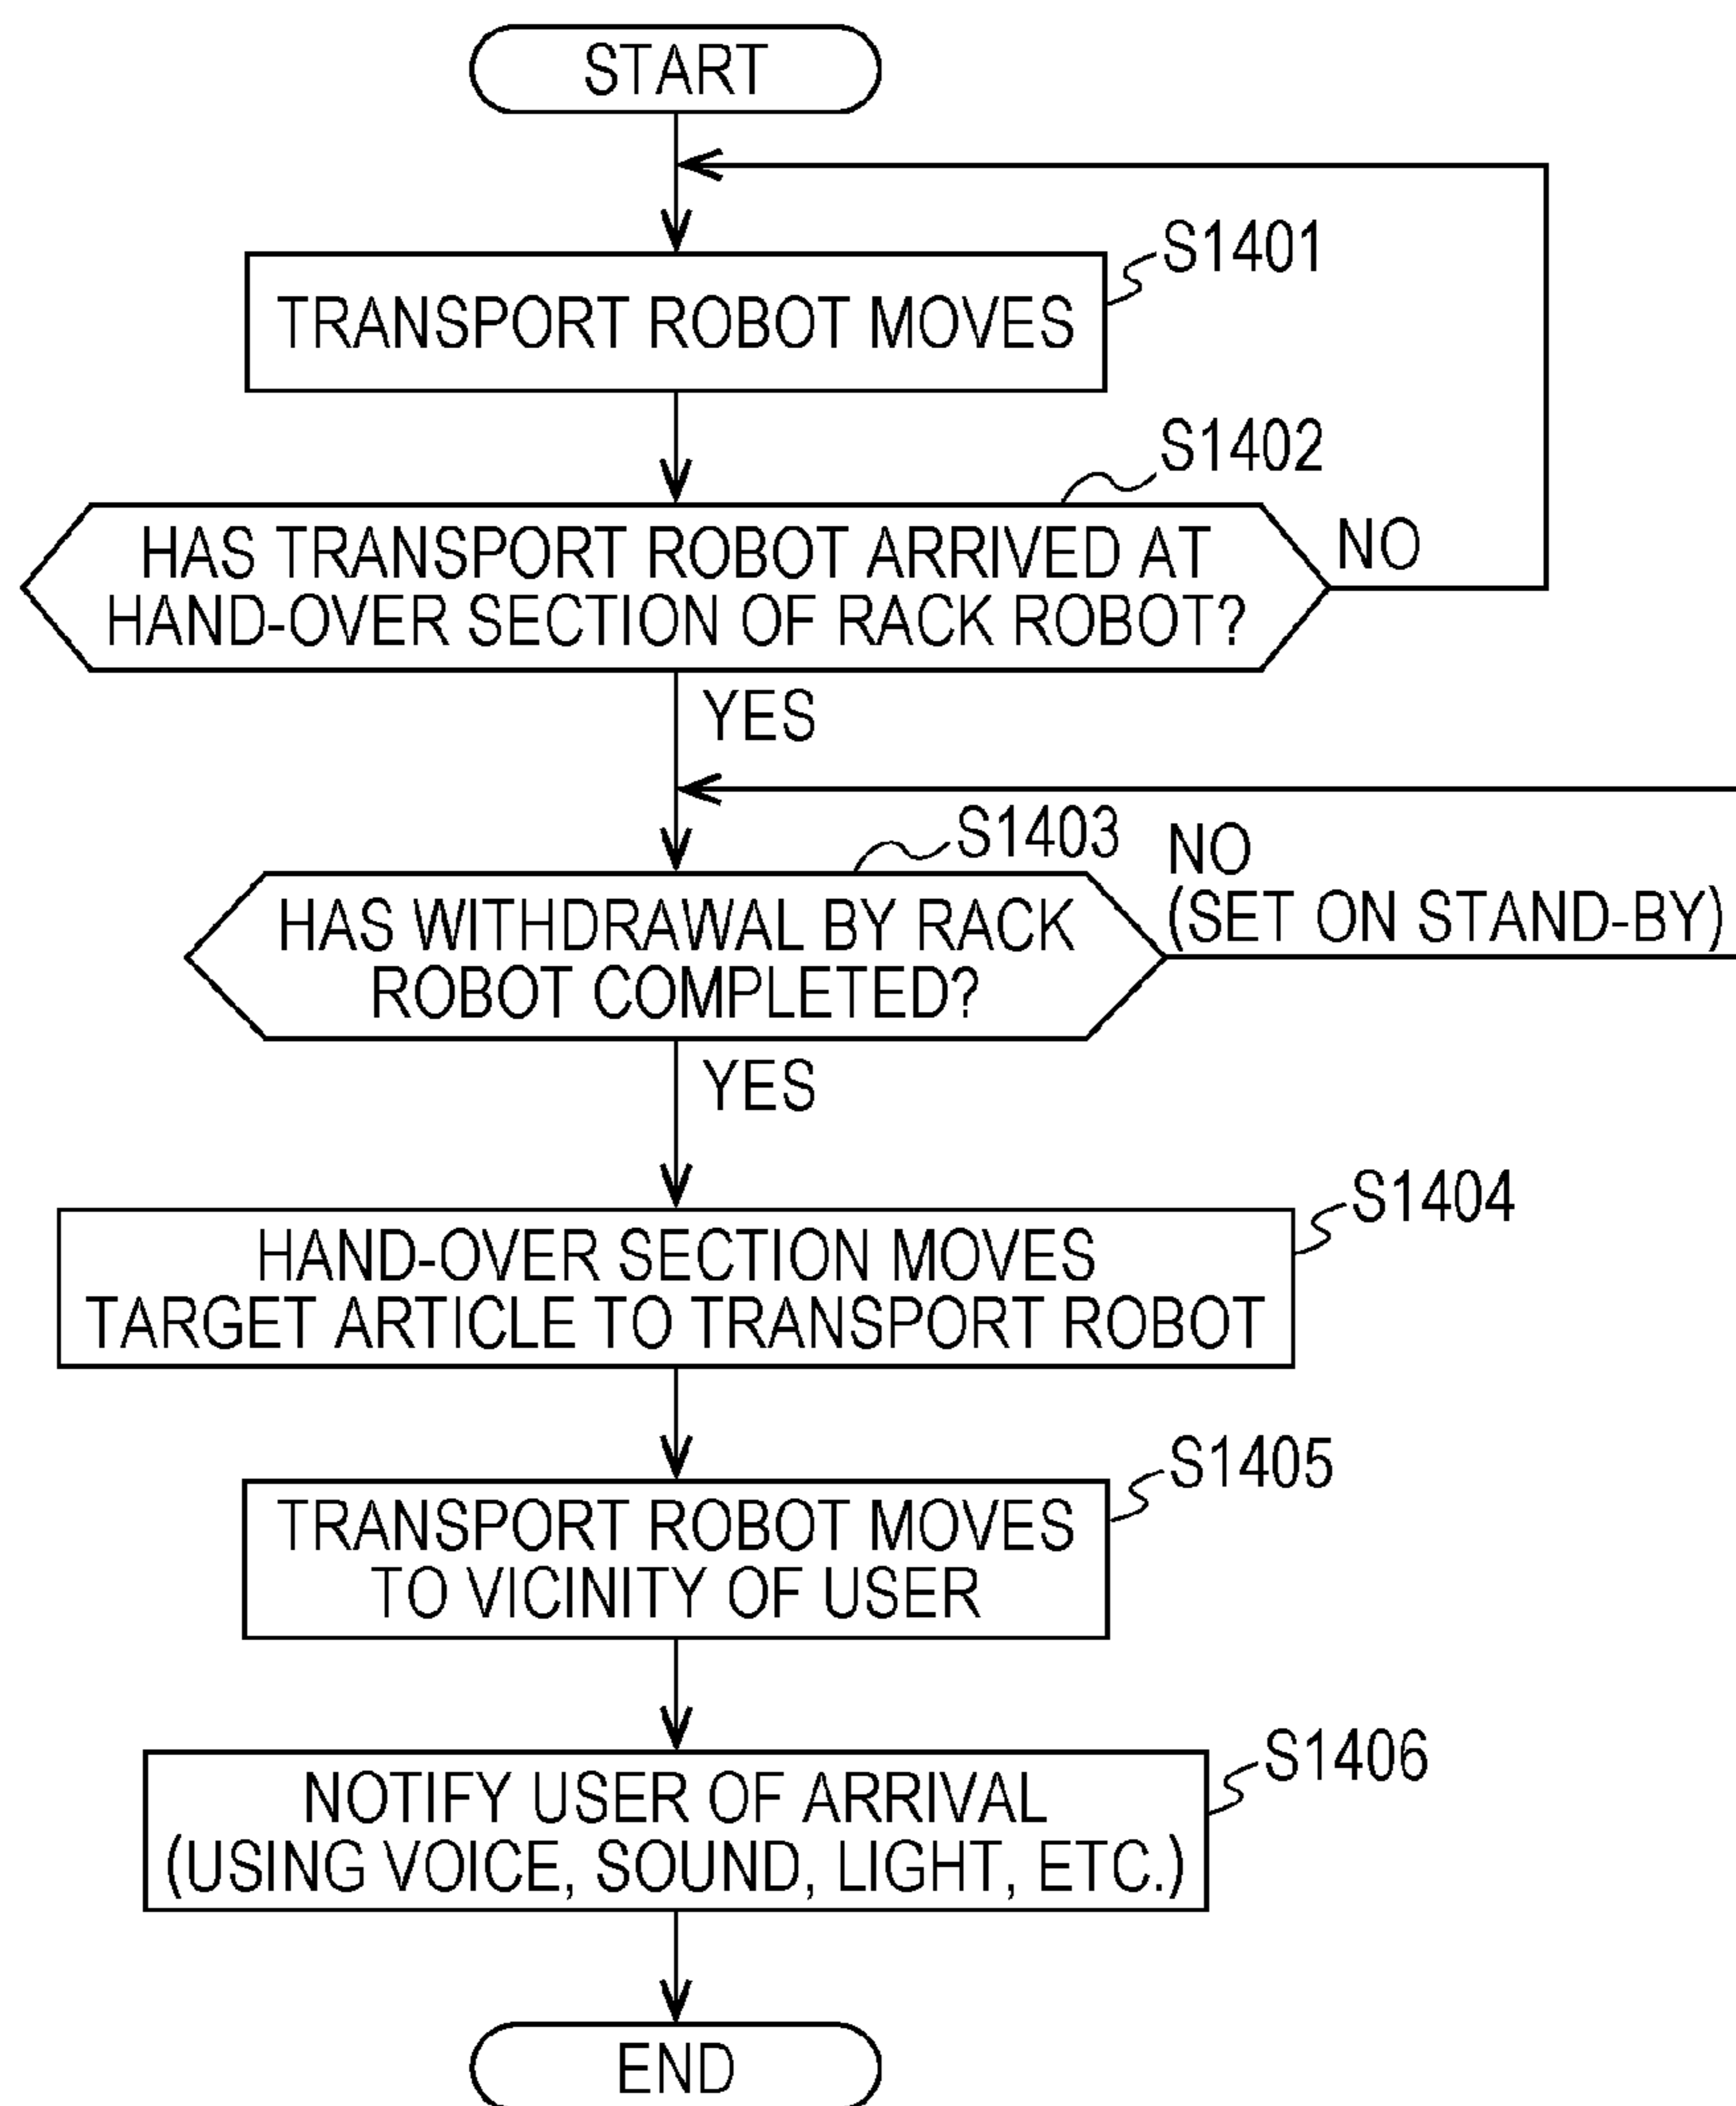 START
S1401
TRANSPORT ROBOT MOVES
S1402
HAS TRANSPORT ROBOT ARRIVED AT
HAND-OVER SECTION OF RACK ROBOT?
NO
YES
S1403
HAS WITHDRAWAL BY RACK
ROBOT COMPLETED?
NO
(SET ON STAND-BY)
YES
S1404
HAND-OVER SECTION MOVES
TARGET ARTICLE TO TRANSPORT ROBOT
S1405
TRANSPORT ROBOT MOVES
TO VICINITY OF USER
S1406
NOTIFY USER OF ARRIVAL
(USING VOICE, SOUND, LIGHT, ETC.)
END